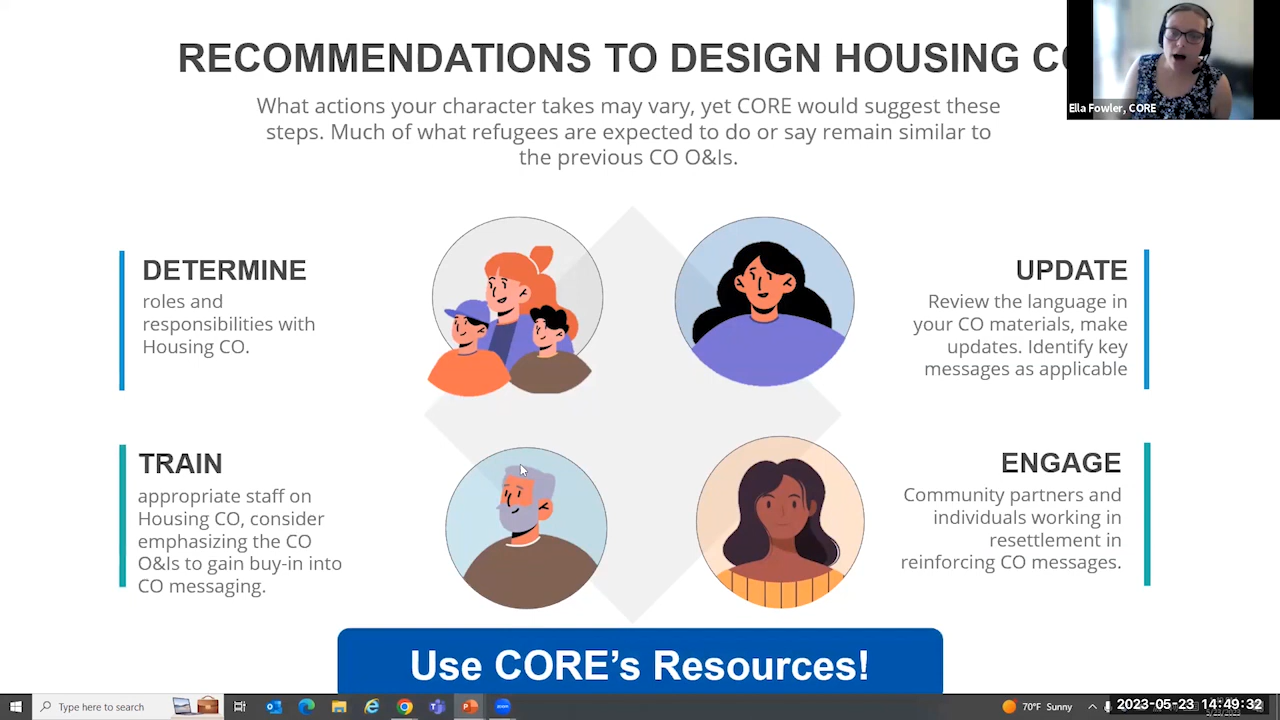 RECOMMENDATIONS TO DESIGN HOUSING CO
What actions your character takes may vary, yet CORE would suggest these
steps. Much of what refugees are expected to do or say remain similar to
the previous CO O&Is.
Ella Fowler, CORE
DETERMINE
roles and
responsibilities with
Housing CO.
UPDATE
Review the language in
your CO materials, make
updates. Identify key
messages as applicable
TRAIN
appropriate staff on
Housing CO, consider
emphasizing the CO
O&Is to gain buy-in into
CO messaging.
ENGAGE
Community partners and
individuals working in
resettlement in
reinforcing CO messages.
Use CORE's Resources!
Type here to search
70°F Sunny
2023-05-23 14:49:32